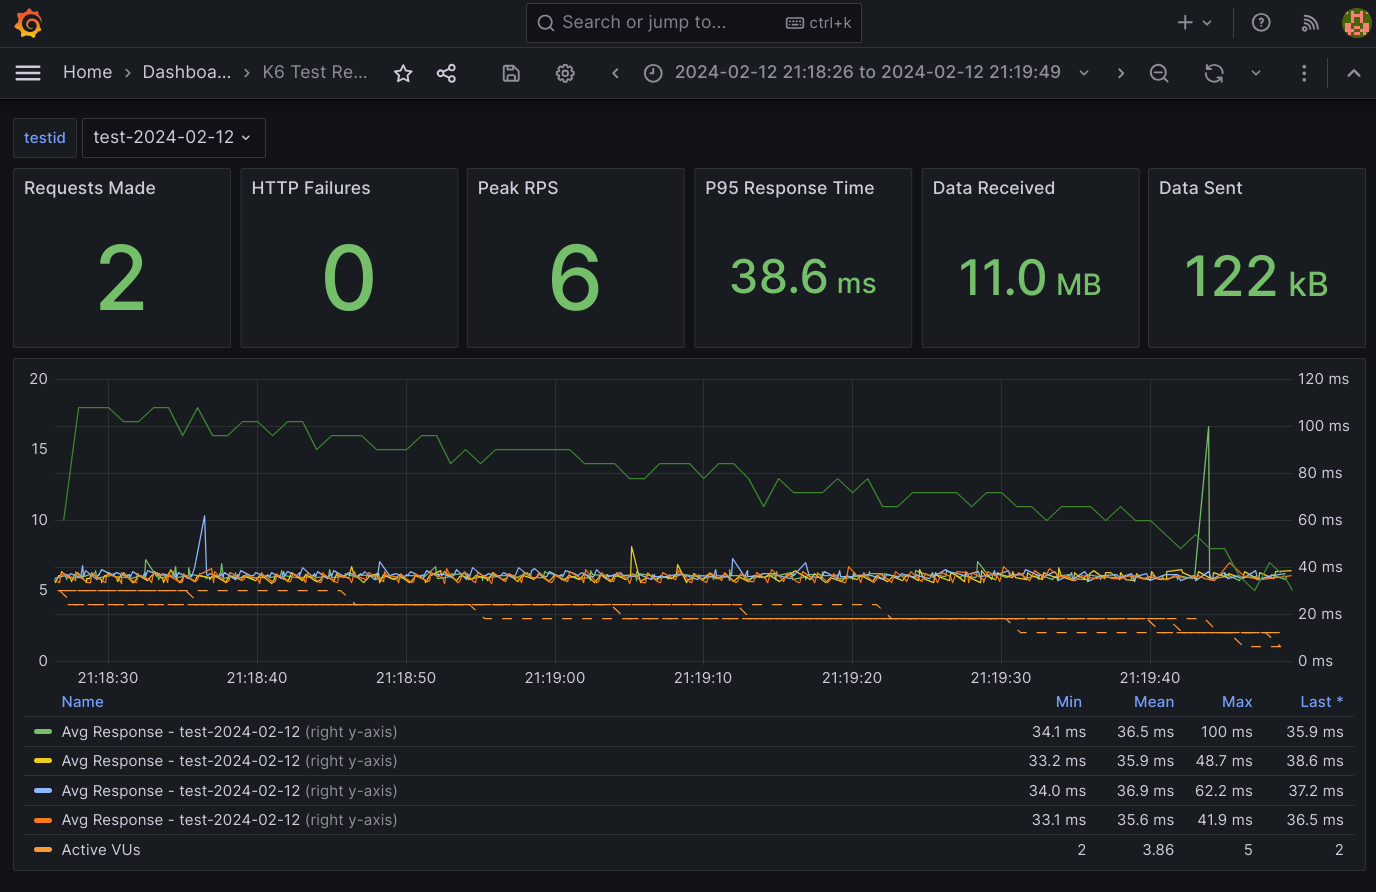 Search or jump to... ctrl+k
Home › Dashboa... › K6 Test Re... 2024-02-12 21:18:26 to 2024-02-12 21:19:49
testid test-2024-02-12
Requests Made HTTP Failures Peak RPS P95 Response Time Data Received Data Sent
2 0 6 38.6 ms 11.0 MB 122 kB
20 120 ms
100 ms
15
80 ms
10 60 ms
40 ms
5
20 ms
0 0 ms
21:18:30 21:18:40 21:18:50 21:19:00 21:19:10 21:19:20 21:19:30 21:19:40
Name Min Mean Max Last *
Avg Response - test-2024-02-12 (right y-axis) 34.1 ms 36.5 ms 100 ms 35.9 ms
Avg Response - test-2024-02-12 (right y-axis) 33.2 ms 35.9 ms 48.7 ms 38.6 ms
Avg Response - test-2024-02-12 (right y-axis) 34.0 ms 36.9 ms 62.2 ms 37.2 ms
Avg Response - test-2024-02-12 (right y-axis) 33.1 ms 35.6 ms 41.9 ms 36.5 ms
Active VUs 2 3.86 5 2